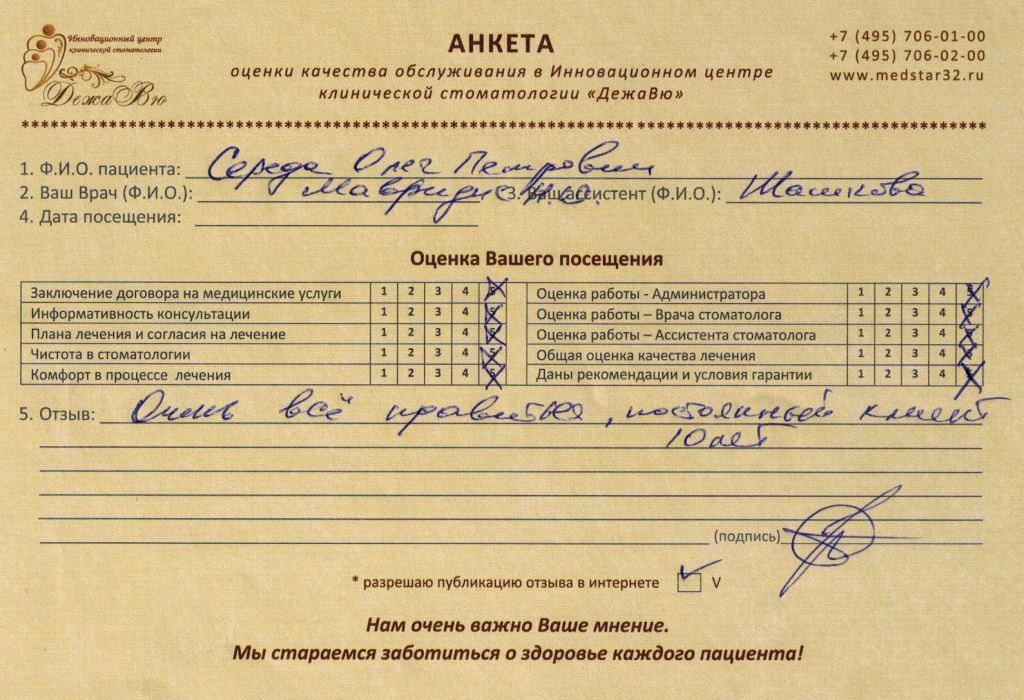 Инновационный центр
клинической стоматологии
ДежаВю
АНКЕТА
оценки качества обслуживания в Инновационном центре
клинической стоматологии «ДежаВю»
+7 (495) 706-01-00
+7 (495) 706-02-00
www.medstar32.ru
1. Ф.И.О. пациента: Середа Олег Петрович
2. Ваш Врач (Ф.И.О.): Мавридис И.Ю. 3. Ваш ассистент (Ф.И.О.): Шашкова
4. Дата посещения:
Оценка Вашего посещения
Заключение договора на медицинские услуги 1 2 3 4 5
Информативность консультации 1 2 3 4 5
Плана лечения и согласия на лечение 1 2 3 4 5
Чистота в стоматологии 1 2 3 4 5
Комфорт в процессе лечения 1 2 3 4 5
Оценка работы - Администратора 1 2 3 4 5
Оценка работы – Врача стоматолога 1 2 3 4 5
Оценка работы – Ассистента стоматолога 1 2 3 4 5
Общая оценка качества лечения 1 2 3 4 5
Даны рекомендации и условия гарантии 1 2 3 4
5. Отзыв: Очень всё нравится, постоянный клиент
10 лет
(подпись)
* разрешаю публикацию отзыва в интернете V
Нам очень важно Ваше мнение.
Мы стараемся заботиться о здоровье каждого пациента!